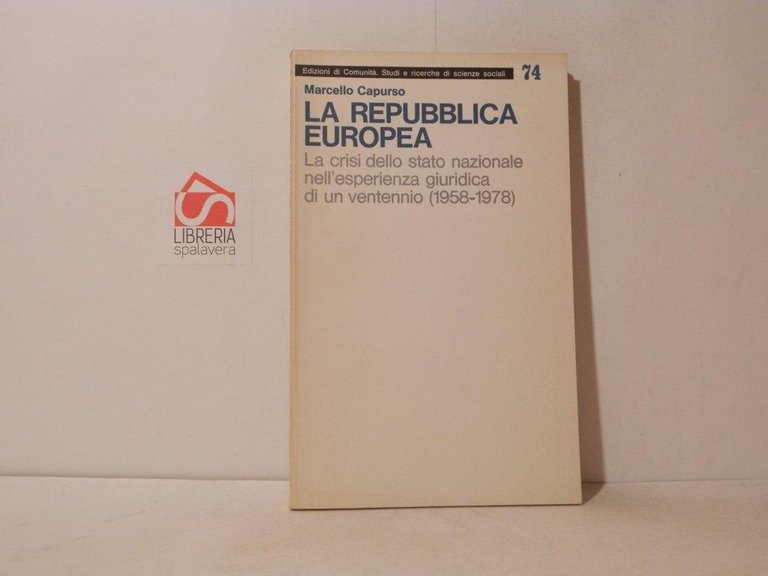 Edizioni di Comunità. Studi e ricerche di scienze sociali 74
Marcello Capurso
LA REPUBBLICA
EUROPEA
La crisi dello stato nazionale
nell'esperienza giuridica
di un ventennio (1958-1978)
LIBRERIA
spalavera